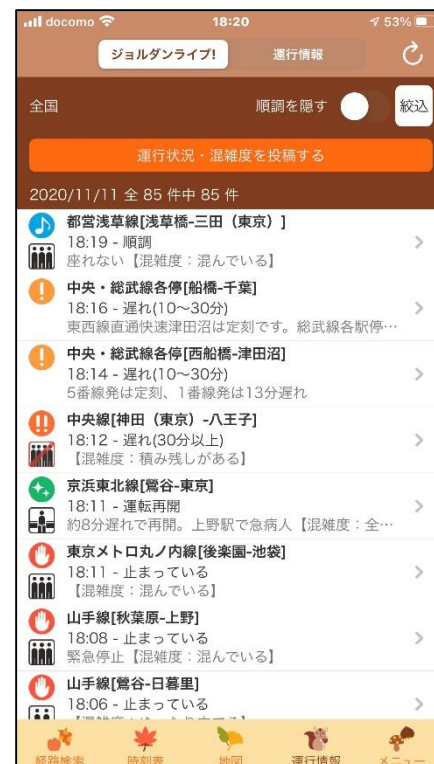 docomo 18:20 53%
ジョルダンライブ! 運行情報
全国 順調を隠す 絞込
運行状況・混雑度を投稿する
2020/11/11 全 85 件中 85 件
都営浅草線[浅草橋-三田（東京）]
18:19 - 順調
座れない【混雑度：混んでいる】
中央・総武線各停[船橋-千葉]
18:16 - 遅れ(10〜30分)
東西線直通快速津田沼は定刻です。総武線各駅停…
中央・総武線各停[西船橋-津田沼]
18:14 - 遅れ(10〜30分)
5番線発は定刻、1番線発は13分遅れ
中央線[神田（東京）-八王子]
18:12 - 遅れ(30分以上)
【混雑度：積み残しがある】
京浜東北線[鶯谷-東京]
18:11 - 運転再開
約8分遅れで再開。上野駅で急病人【混雑度：全…
東京メトロ丸ノ内線[後楽園-池袋]
18:11 - 止まっている
【混雑度：混んでいる】
山手線[秋葉原-上野]
18:08 - 止まっている
緊急停止【混雑度：混んでいる】
山手線[鶯谷-日暮里]
18:06 - 止まっている
経路検索 時刻表 地図 運行情報 メニュー